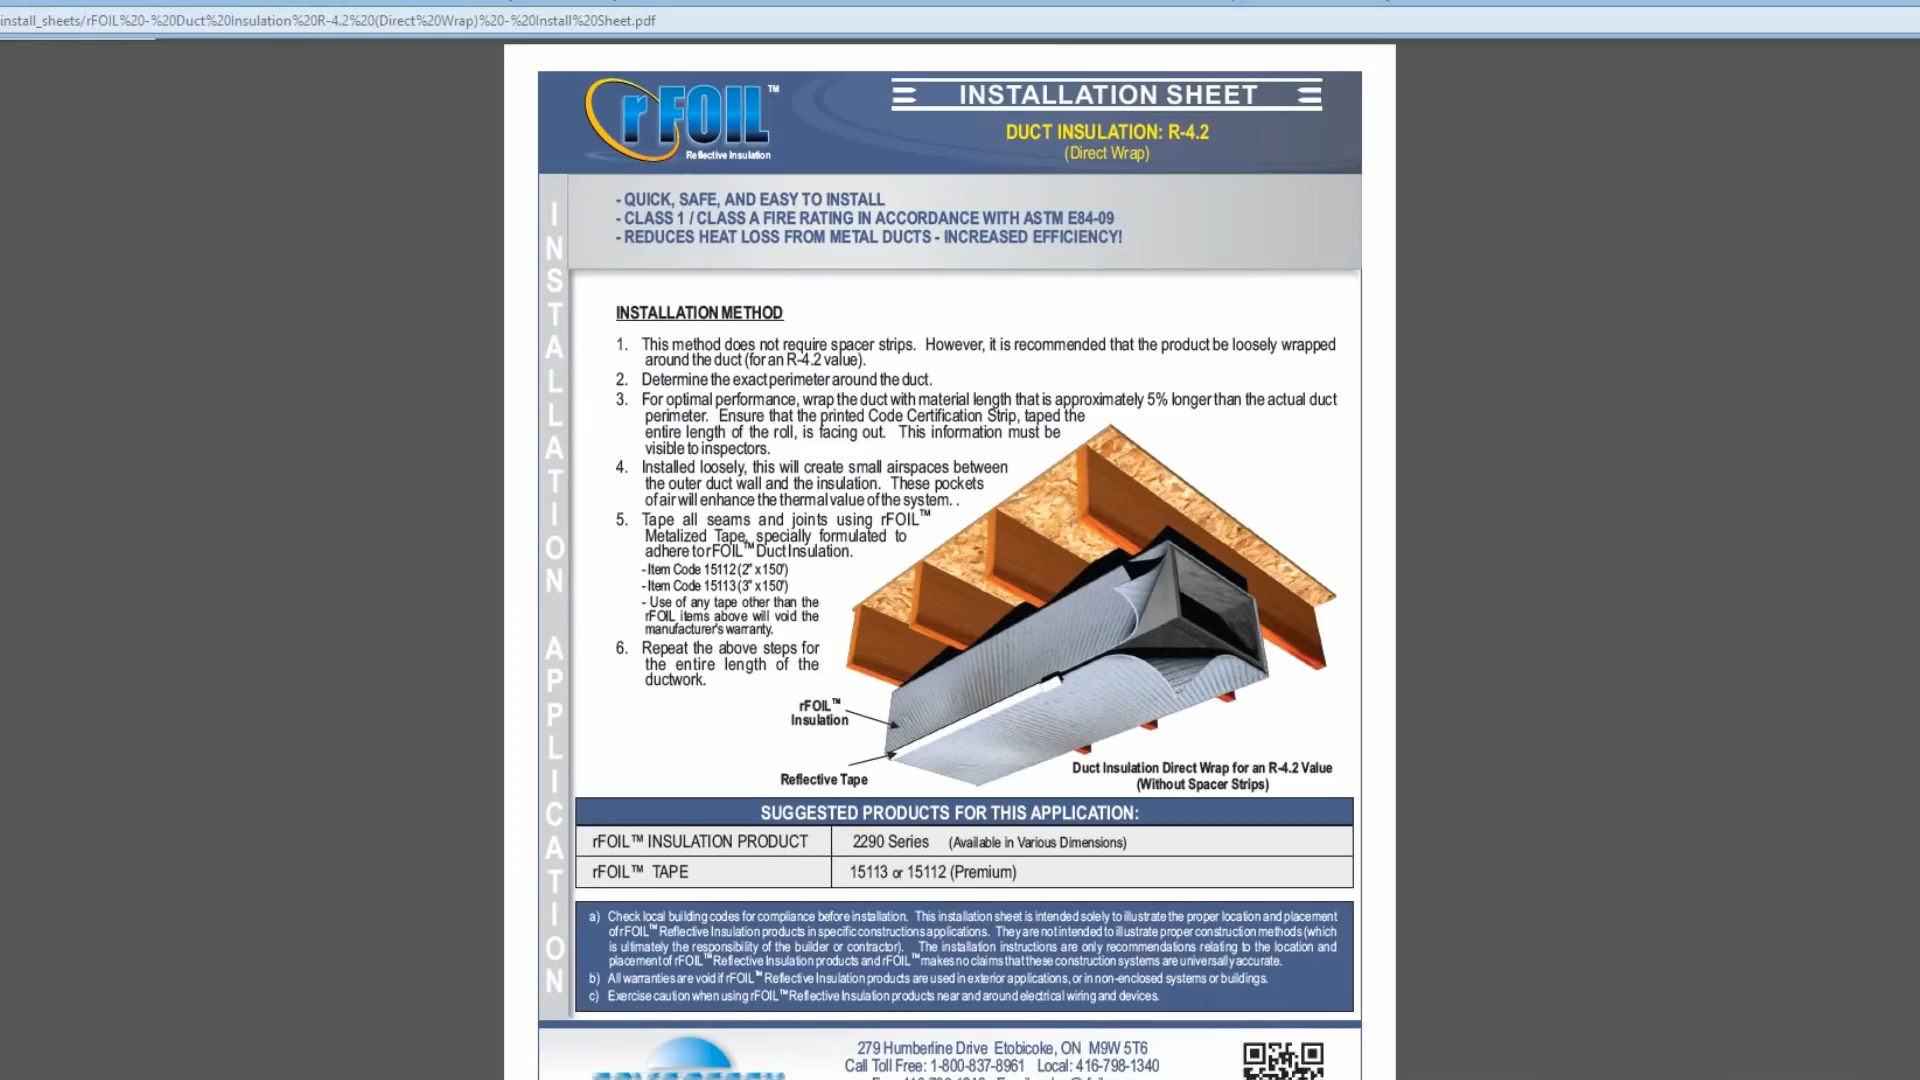 install_sheets/rFOIL%20-%20Duct%20Insulation%20R-4.2%20(Direct%20Wrap)%20-%20Install%20Sheet.pdf
rFOIL™
Reflective Insulation
INSTALLATION SHEET
DUCT INSULATION: R-4.2
(Direct Wrap)
INSTALLATION APPLICATION
- QUICK, SAFE, AND EASY TO INSTALL
- CLASS 1 / CLASS A FIRE RATING IN ACCORDANCE WITH ASTM E84-09
- REDUCES HEAT LOSS FROM METAL DUCTS - INCREASED EFFICIENCY!
INSTALLATION METHOD
1. This method does not require spacer strips. However, it is recommended that the product be loosely wrapped
around the duct (for an R-4.2 value).
2. Determine the exact perimeter around the duct.
3. For optimal performance, wrap the duct with material length that is approximately 5% longer than the actual duct
perimeter. Ensure that the printed Code Certification Strip, taped the
entire length of the roll, is facing out. This information must be
visible to inspectors.
4. Installed loosely, this will create small airspaces between
the outer duct wall and the insulation. These pockets
of air will enhance the thermal value of the system. .
5. Tape all seams and joints using rFOIL™
Metalized Tape, specially formulated to
adhere to rFOIL™ Duct Insulation.
- Item Code 15112 (2" x 150')
- Item Code 15113 (3" x 150')
- Use of any tape other than the
rFOIL items above will void the
manufacturer's warranty.
6. Repeat the above steps for
the entire length of the
ductwork.
rFOIL™
Insulation
Reflective Tape
Duct Insulation Direct Wrap for an R-4.2 Value
(Without Spacer Strips)
SUGGESTED PRODUCTS FOR THIS APPLICATION:
rFOIL™ INSULATION PRODUCT 2290 Series (Available in Various Dimensions)
rFOIL™ TAPE 15113 or 15112 (Premium)
a) Check local building codes for compliance before installation. This installation sheet is intended solely to illustrate the proper location and placement
of rFOIL™ Reflective Insulation products in specific constructions applications. They are not intended to illustrate proper construction methods (which
is ultimately the responsibility of the builder or contractor). The installation instructions are only recommendations relating to the location and
placement of rFOIL™ Reflective Insulation products and rFOIL™ makes no claims that these construction systems are universally accurate.
b) All warranties are void if rFOIL™ Reflective Insulation products are used in exterior applications, or in non-enclosed systems or buildings.
c) Exercise caution when using rFOIL™ Reflective Insulation products near and around electrical wiring and devices.
279 Humberline Drive Etobicoke, ON M9W 5T6
Call Toll Free: 1-800-837-8961 Local: 416-798-1340